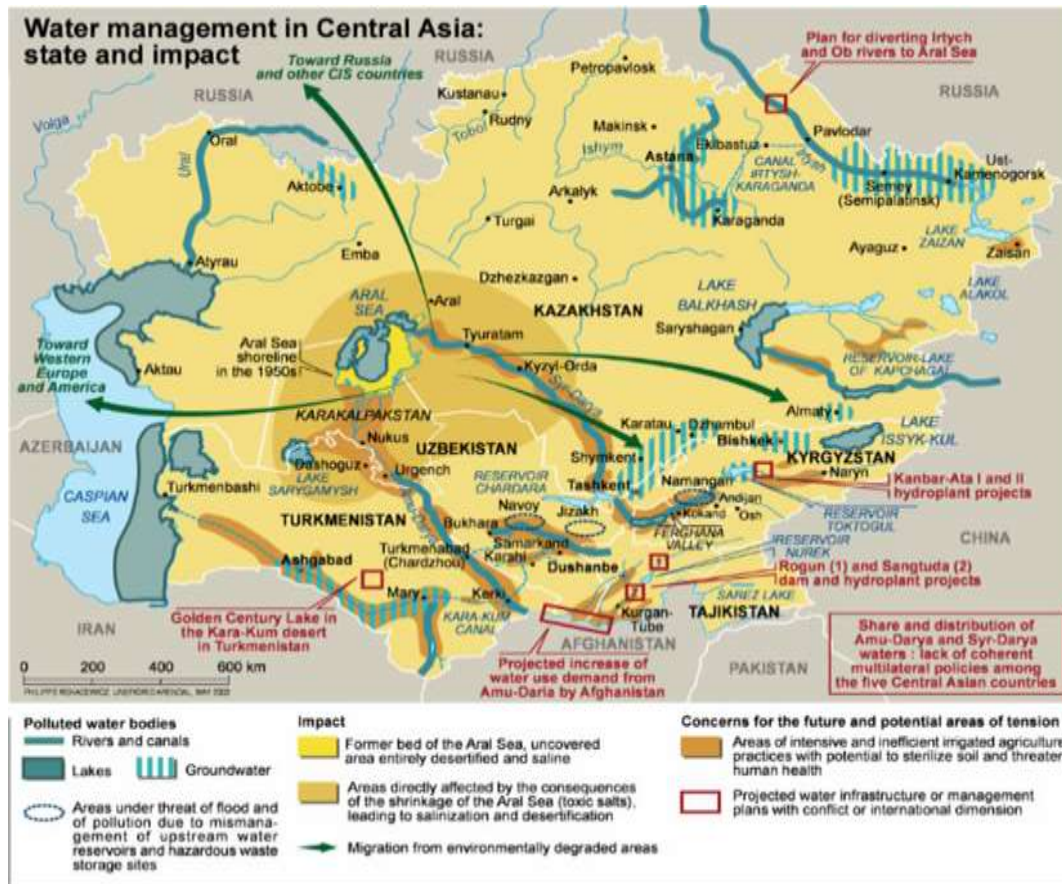 Water management in Central Asia:
state and impact
Toward Russia
and other CIS countries
RUSSIA
RUSSIA
RUSSIA
Plan for diverting Irtych
and Ob rivers to Aral Sea
Petropavlosk
Kustanau
Rudny
Tobol
Makinsk
Ishym
Astana
Ekibastuz
Pavlodar
CANAL
IRTYSH-
KARAGANDA
Ust-
Kamenogorsk
Semey
(Semipalatinsk)
Karaganda
Volga
Oral
Ural
Aktobe
Arkalyk
Turgai
Emba
Atyrau
Dzhezkazgan
Ayaguz
LAKE
ZAIZAN
Zaisan
LAKE
ALAKOL
LAKE
BALKHASH
Saryshagan
KAZAKHSTAN
ARAL
SEA
Aral
Tyuratam
Aral Sea
shoreline
in the 1950s
Toward
Western
Europe
and America
Aktau
Kyzyl-Orda
Syr-Darya
RESERVOIR-LAKE
OF KAPCHAGAI
Almaty
KARAKALPAKSTAN
Nukus
UZBEKISTAN
Karatau
Dzhambul
Bishkek
LAKE
ISSYK-KUL
AZERBAIJAN
Dashoguz
Urgench
LAKE
SARYGAMYSH
Shymkent
KYRGYZSTAN
Naryn
Kanbar-Ata I and II
hydroplant projects
Turkmenbashi
CASPIAN
SEA
RESERVOIR
CHARDARA
Tashkent
Namangan
Andijan
Kokand
Osh
RESERVOIR
TOKTOGUL
TURKMENISTAN
Amu-Darya
Navoy
Jizakh
Bukhara
Samarkand
Karahi
FERGHANA
VALLEY
RESERVOIR
NUREK
CHINA
Turkmenabad
(Chardzhou)
Ashgabad
Dushanbe
Rogun (1) and Sangtuda (2)
dam and hydroplant projects
Mary
Kerki
KARA-KUM
CANAL
Kurgan-
Tube
SAREZ LAKE
TAJIKISTAN
Golden Century Lake in
the Kara-Kum desert
in Turkmenistan
IRAN
AFGHANISTAN
PAKISTAN
Projected increase of
water use demand from
Amu-Daria by Afghanistan
Share and distribution of
Amu-Darya and Syr-Darya
waters : lack of coherent
multilateral policies among
the five Central Asian countries
0 200 400 600 km
Polluted water bodies
Rivers and canals
Lakes
Groundwater
Areas under threat of flood and
of pollution due to mismana-
gement of upstream water
reservoirs and hazardous waste
storage sites
Impact
Former bed of the Aral Sea, uncovered
area entirely desertified and saline
Areas directly affected by the consequences
of the shrinkage of the Aral Sea (toxic salts),
leading to salinization and desertification
Migration from environmentally degraded areas
Concerns for the future and potential areas of tension
Areas of intensive and inefficient irrigated agriculture
practices with potential to sterilize soil and threaten
human health
Projected water infrastructure or management
plans with conflict or international dimension